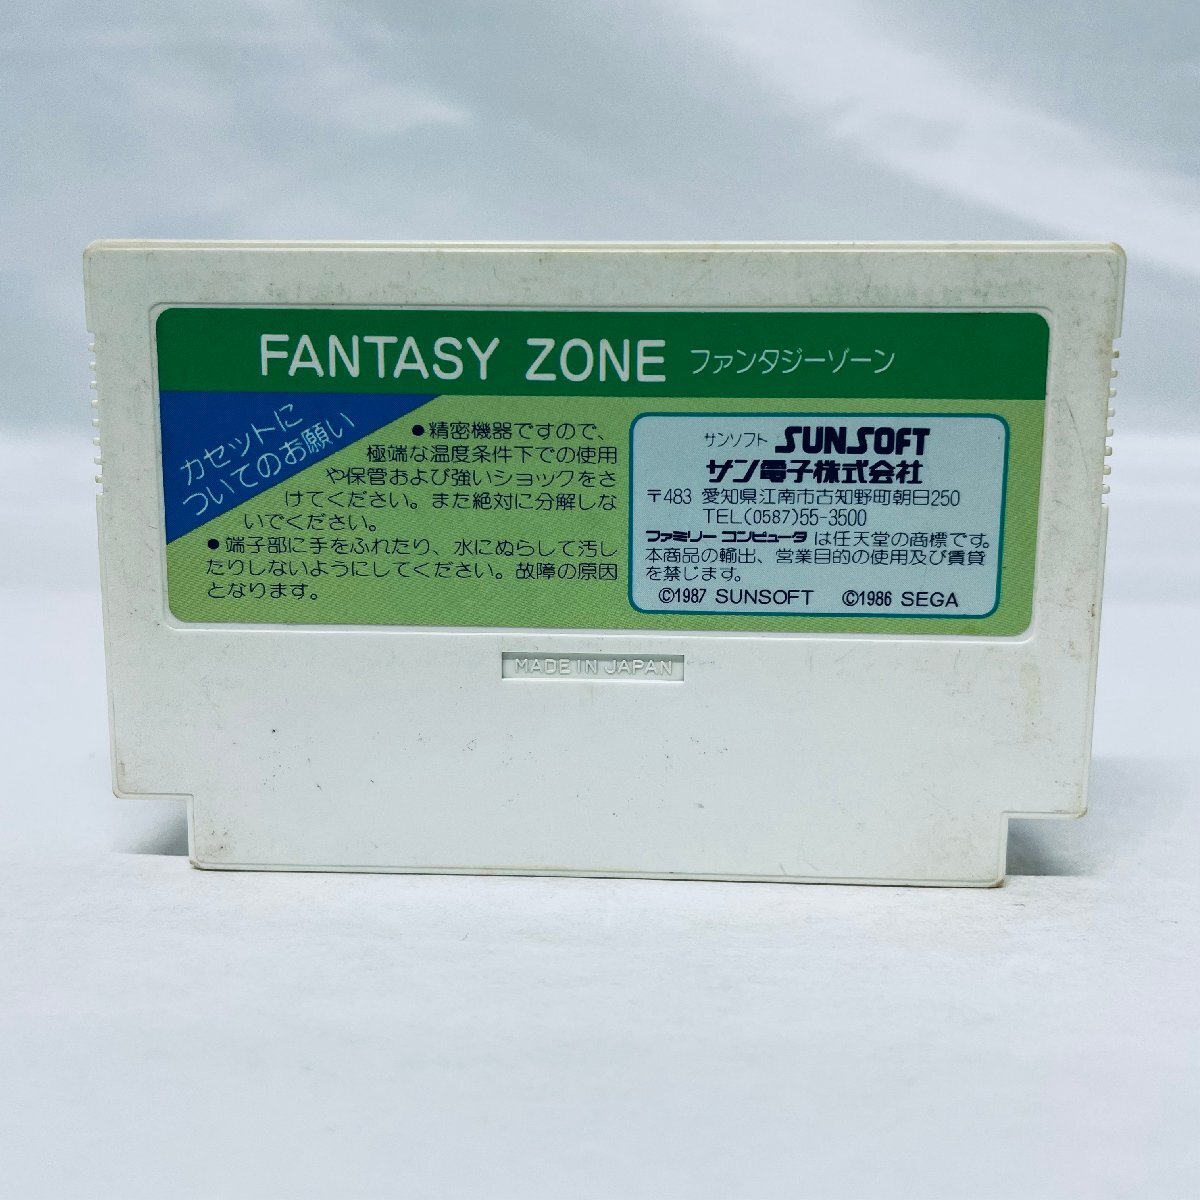 FANTASY ZONE ファンタジーゾーン
カセットに
ついてのお願い
●精密機器ですので、
極端な温度条件下での使用
や保管および強いショックをさ
けてください。また絶対に分解しな
いでください。
●端子部に手をふれたり、水にぬらして汚し
たりしないようにしてください。故障の原因
となります。
サンソフト SUNSOFT
サン電子株式会社
〒483 愛知県江南市古知野町朝日250
TEL(0587)55-3500
ファミリー コンピュータ は任天堂の商標です。
本商品の輸出、営業目的の使用及び賃貸
を禁じます。
©1987 SUNSOFT ©1986 SEGA
MADE IN JAPAN